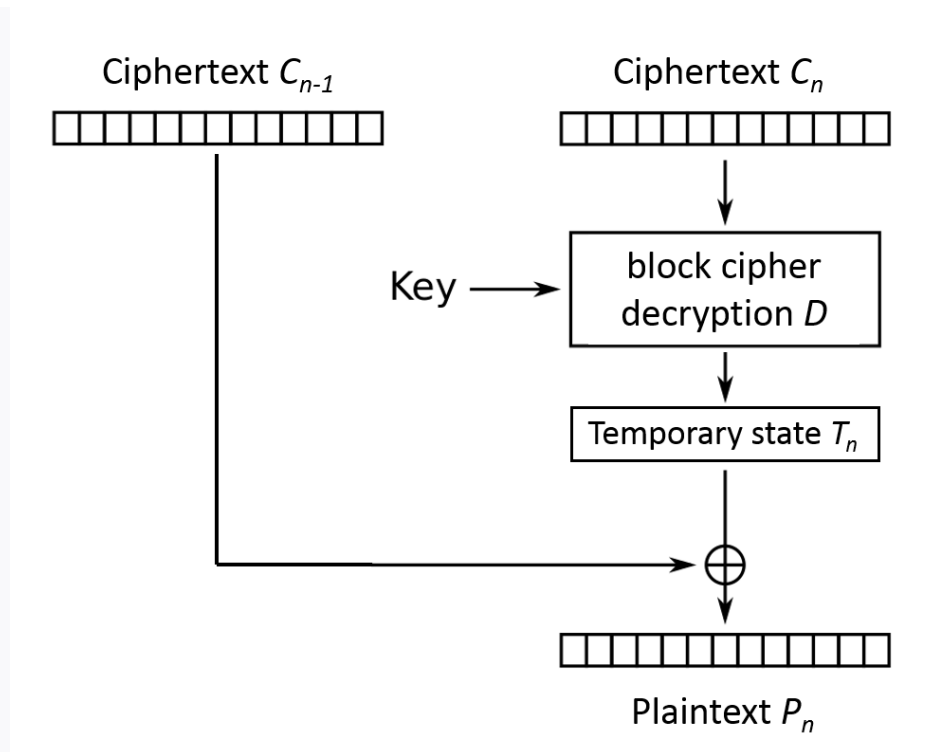 Ciphertext Cn-1
Ciphertext Cn
Key
block cipher
decryption D
Temporary state Tn
Plaintext Pn